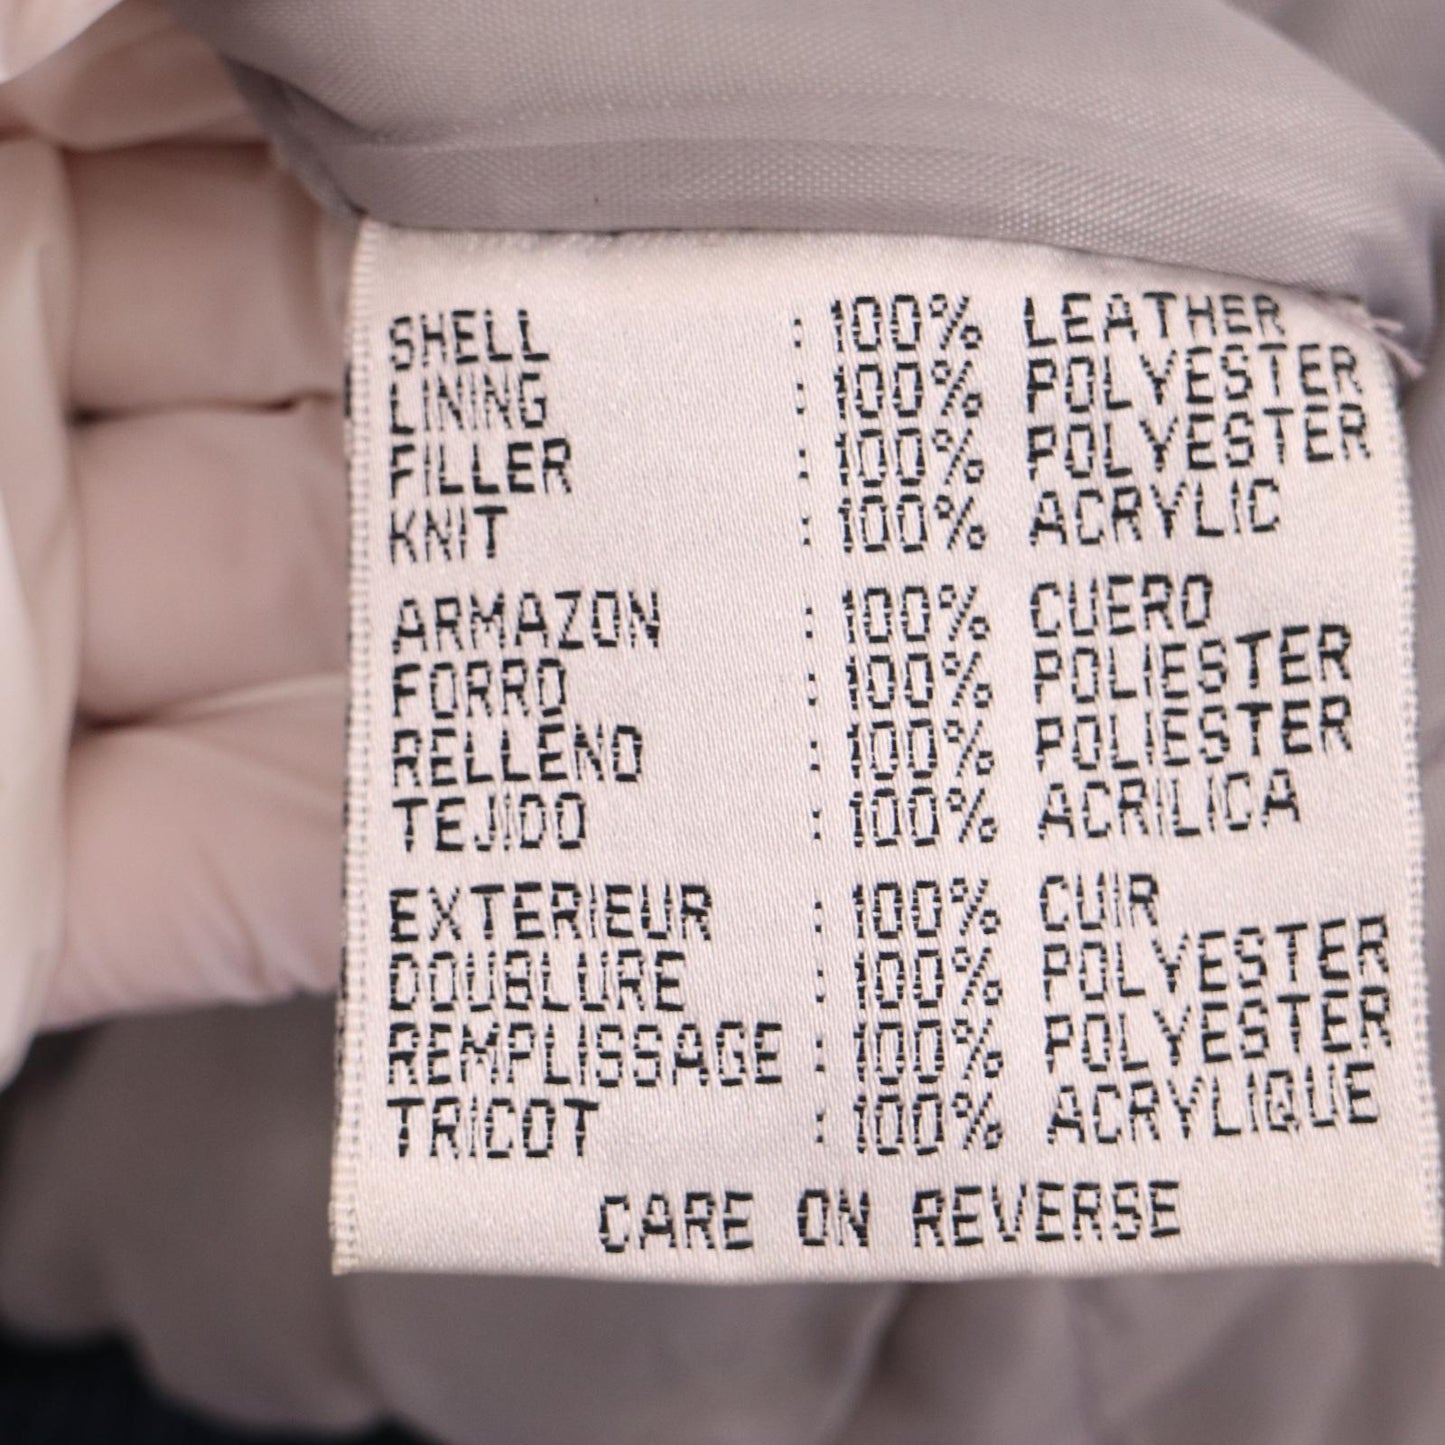 SHELL : 100% LEATHER
LINING : 100% POLYESTER
FILLER : 100% POLYESTER
KNIT : 100% ACRYLIC
ARMAZON : 100% CUERO
FORRO : 100% POLIESTER
RELLENO : 100% POLIESTER
TEJIDO : 100% ACRILICA
EXTERIEUR : 100% CUIR
DOUBLURE : 100% POLYESTER
REMPLISSAGE : 100% POLYESTER
TRICOT : 100% ACRYLIQUE
CARE ON REVERSE